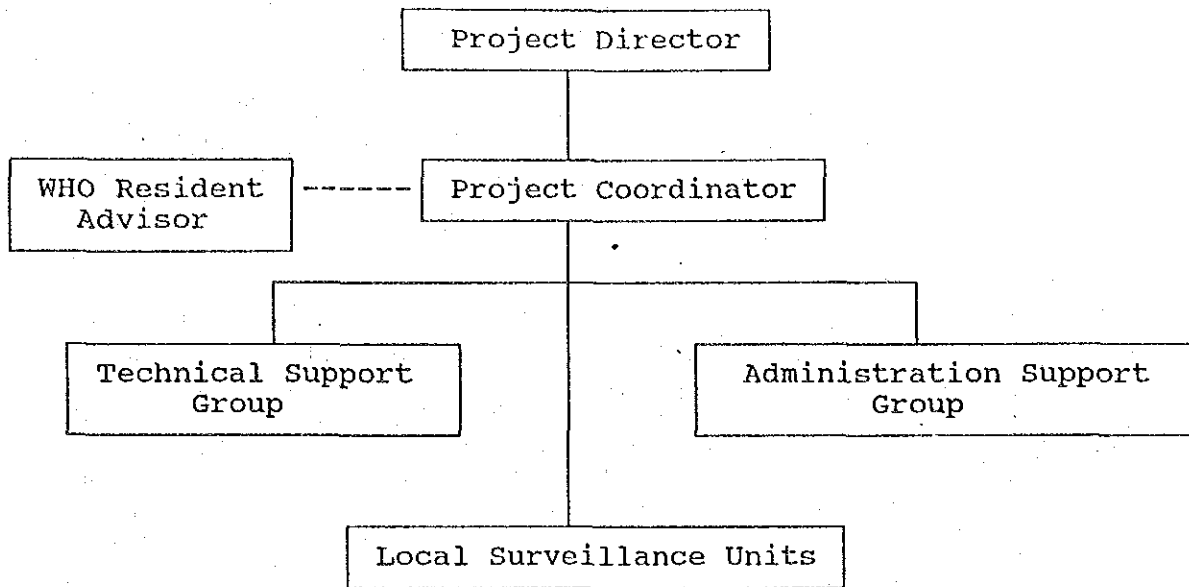 Project Director
WHO Resident
Advisor
Project Coordinator
Technical Support
Group
Administration Support
Group
Local Surveillance Units